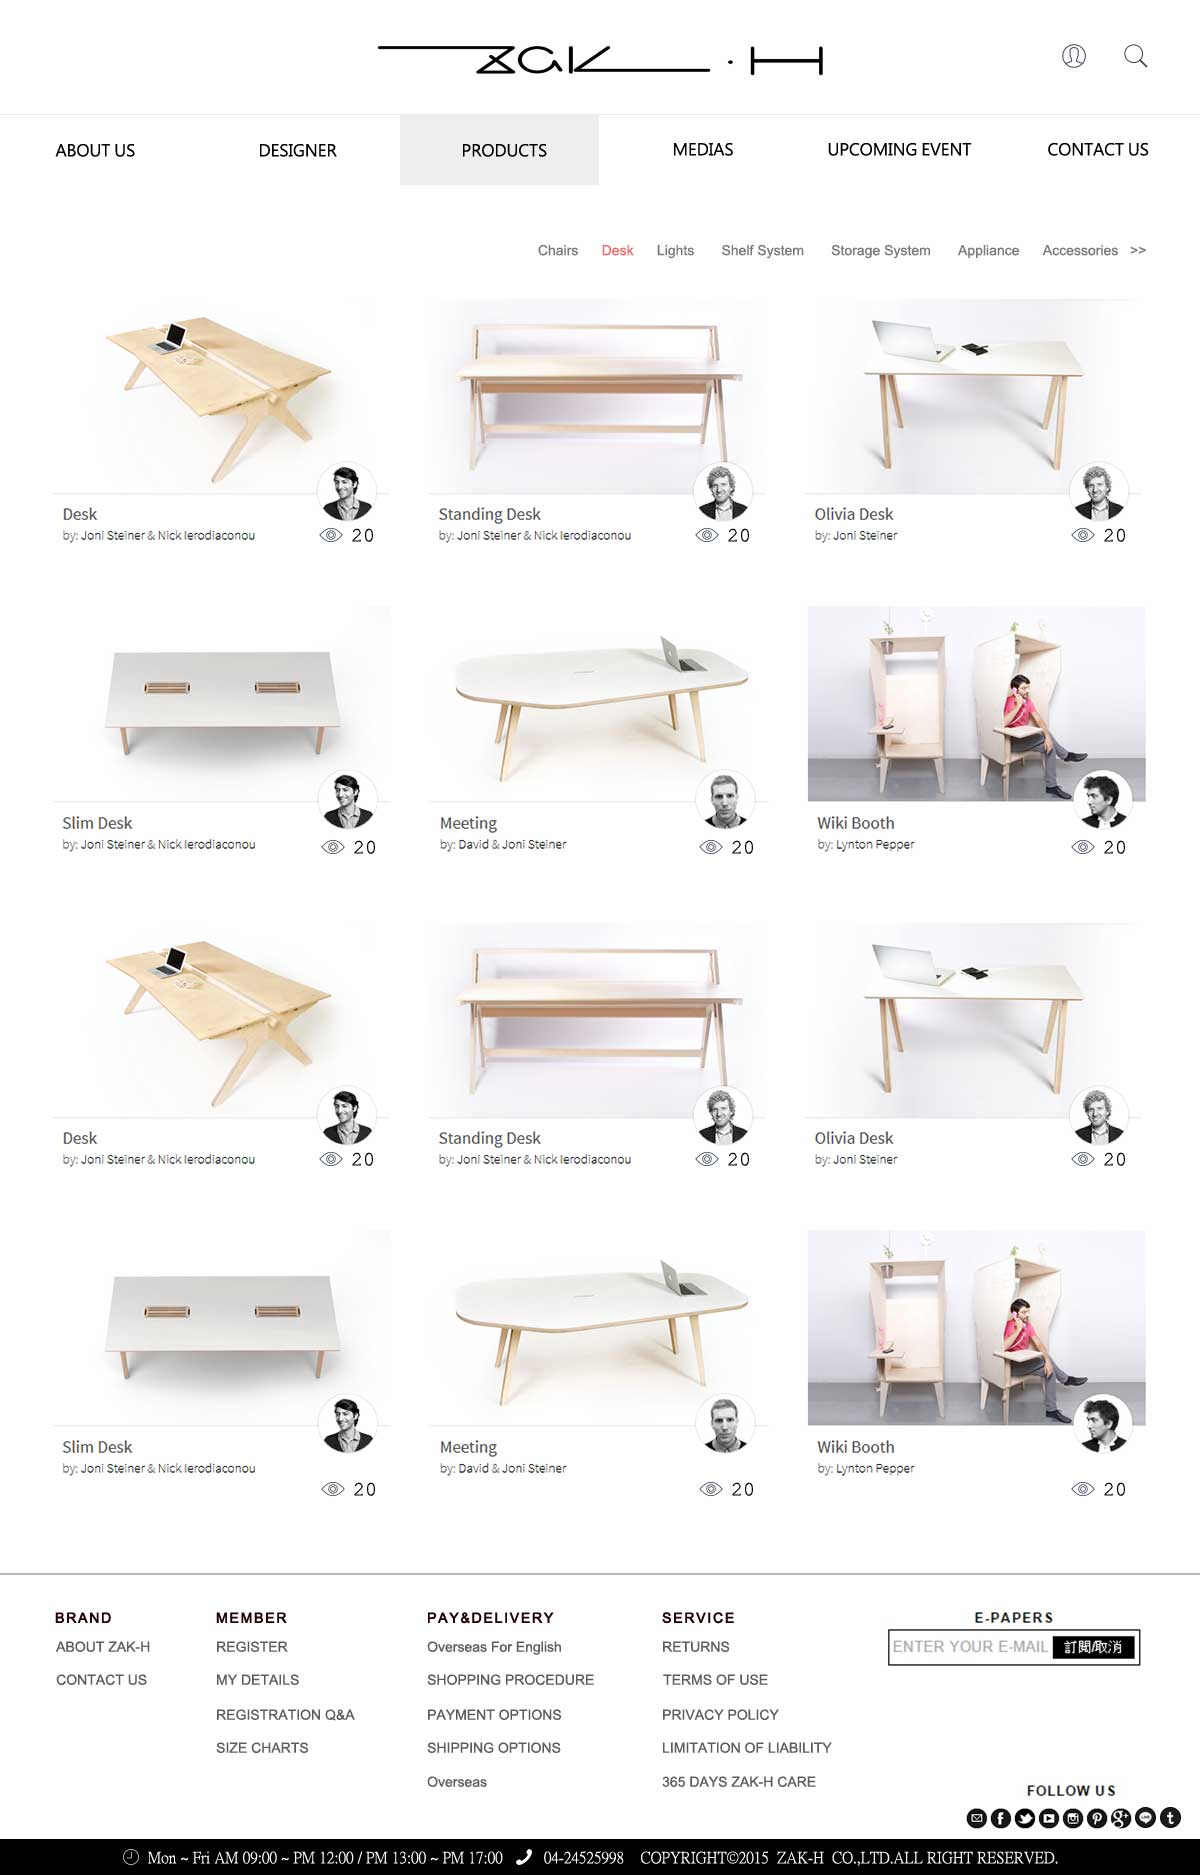 ZAK · H
ABOUT US DESIGNER PRODUCTS MEDIAS UPCOMING EVENT CONTACT US
Chairs Desk Lights Shelf System Storage System Appliance Accessories >>
Desk Standing Desk Olivia Desk
by: Joni Steiner & Nick Ierodiaconou 20 by: Joni Steiner & Nick Ierodiaconou 20 by: Joni Steiner 20
Slim Desk Meeting Wiki Booth
by: Joni Steiner & Nick Ierodiaconou 20 by: David & Joni Steiner 20 by: Lynton Pepper 20
Desk Standing Desk Olivia Desk
by: Joni Steiner & Nick Ierodiaconou 20 by: Joni Steiner & Nick Ierodiaconou 20 by: Joni Steiner 20
Slim Desk Meeting Wiki Booth
by: Joni Steiner & Nick Ierodiaconou by: David & Joni Steiner by: Lynton Pepper
20 20 20
BRAND
ABOUT ZAK-H
CONTACT US
MEMBER
REGISTER
MY DETAILS
REGISTRATION Q&A
SIZE CHARTS
PAY&DELIVERY
Overseas For English
SHOPPING PROCEDURE
PAYMENT OPTIONS
SHIPPING OPTIONS
Overseas
SERVICE
RETURNS
TERMS OF USE
PRIVACY POLICY
LIMITATION OF LIABILITY
365 DAYS ZAK-H CARE
E-PAPERS
ENTER YOUR E-MAIL 訂閱/取消
FOLLOW US
Mon ~ Fri AM 09:00 ~ PM 12:00 / PM 13:00 ~ PM 17:00 04-24525998 COPYRIGHT©2015 ZAK-H CO.,LTD.ALL RIGHT RESERVED.